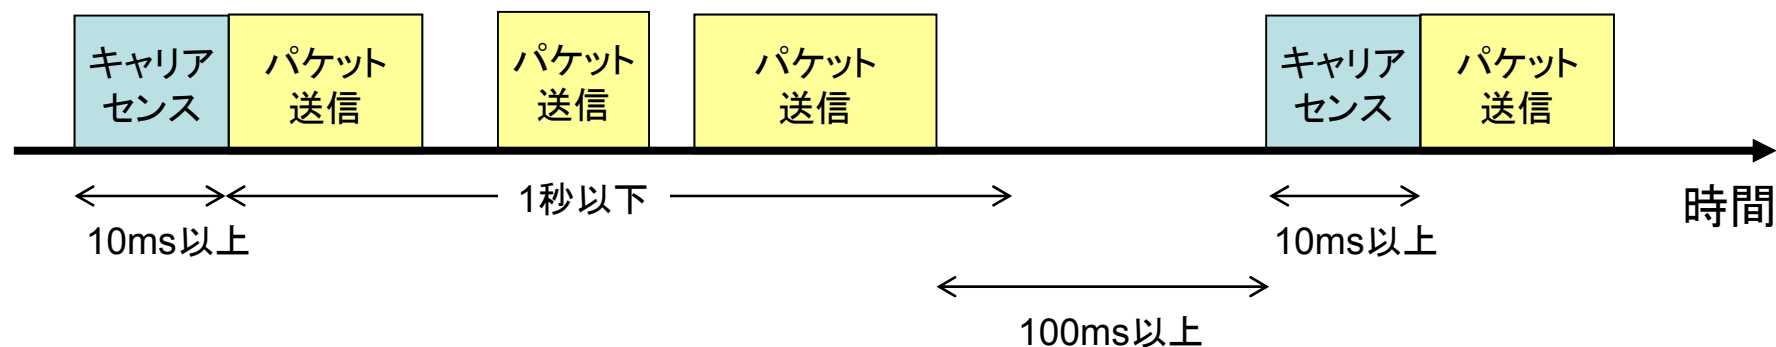 キャリア
センス
パケット
送信
パケット
送信
パケット
送信
キャリア
センス
パケット
送信
1秒以下
時間
10ms以上
10ms以上
100ms以上